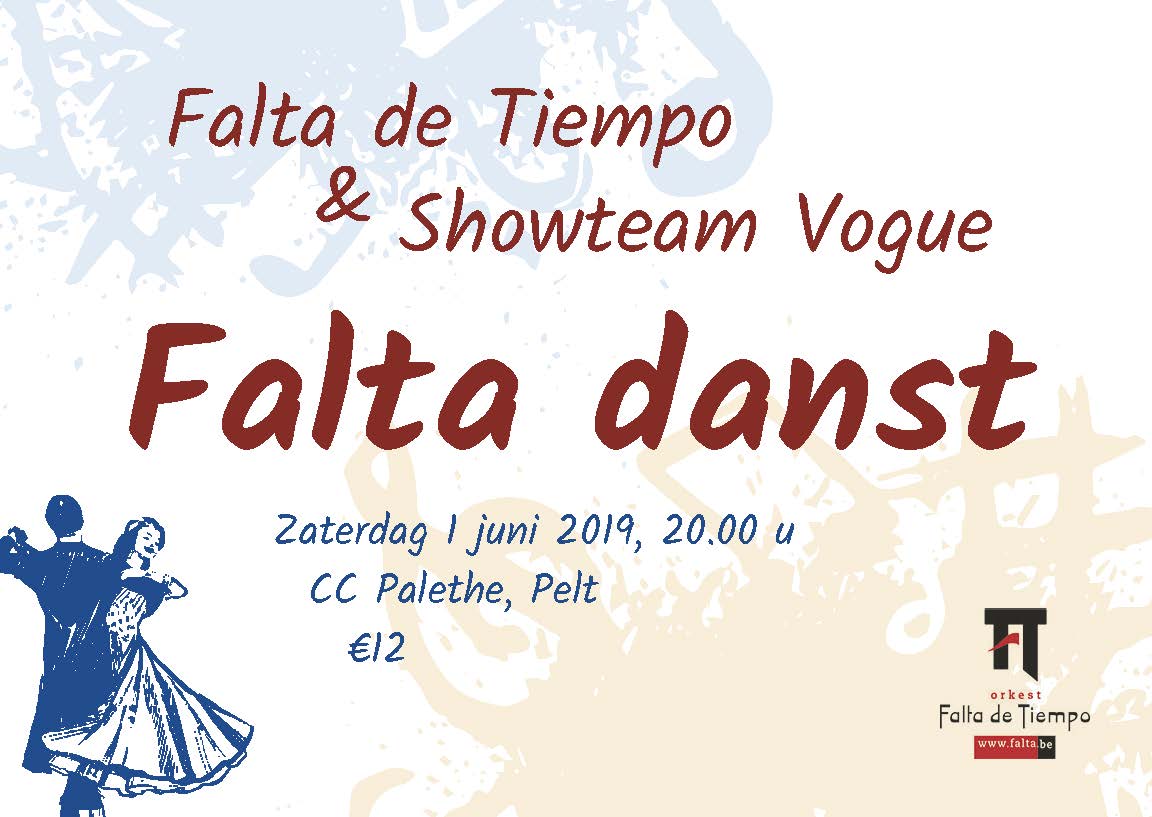 Falta de Tiempo
& Showteam Vogue
Falta danst
Zaterdag 1 juni 2019, 20.00 u
CC Palethe, Pelt
€12
FT
orkest
Falta de Tiempo
www.falta.be